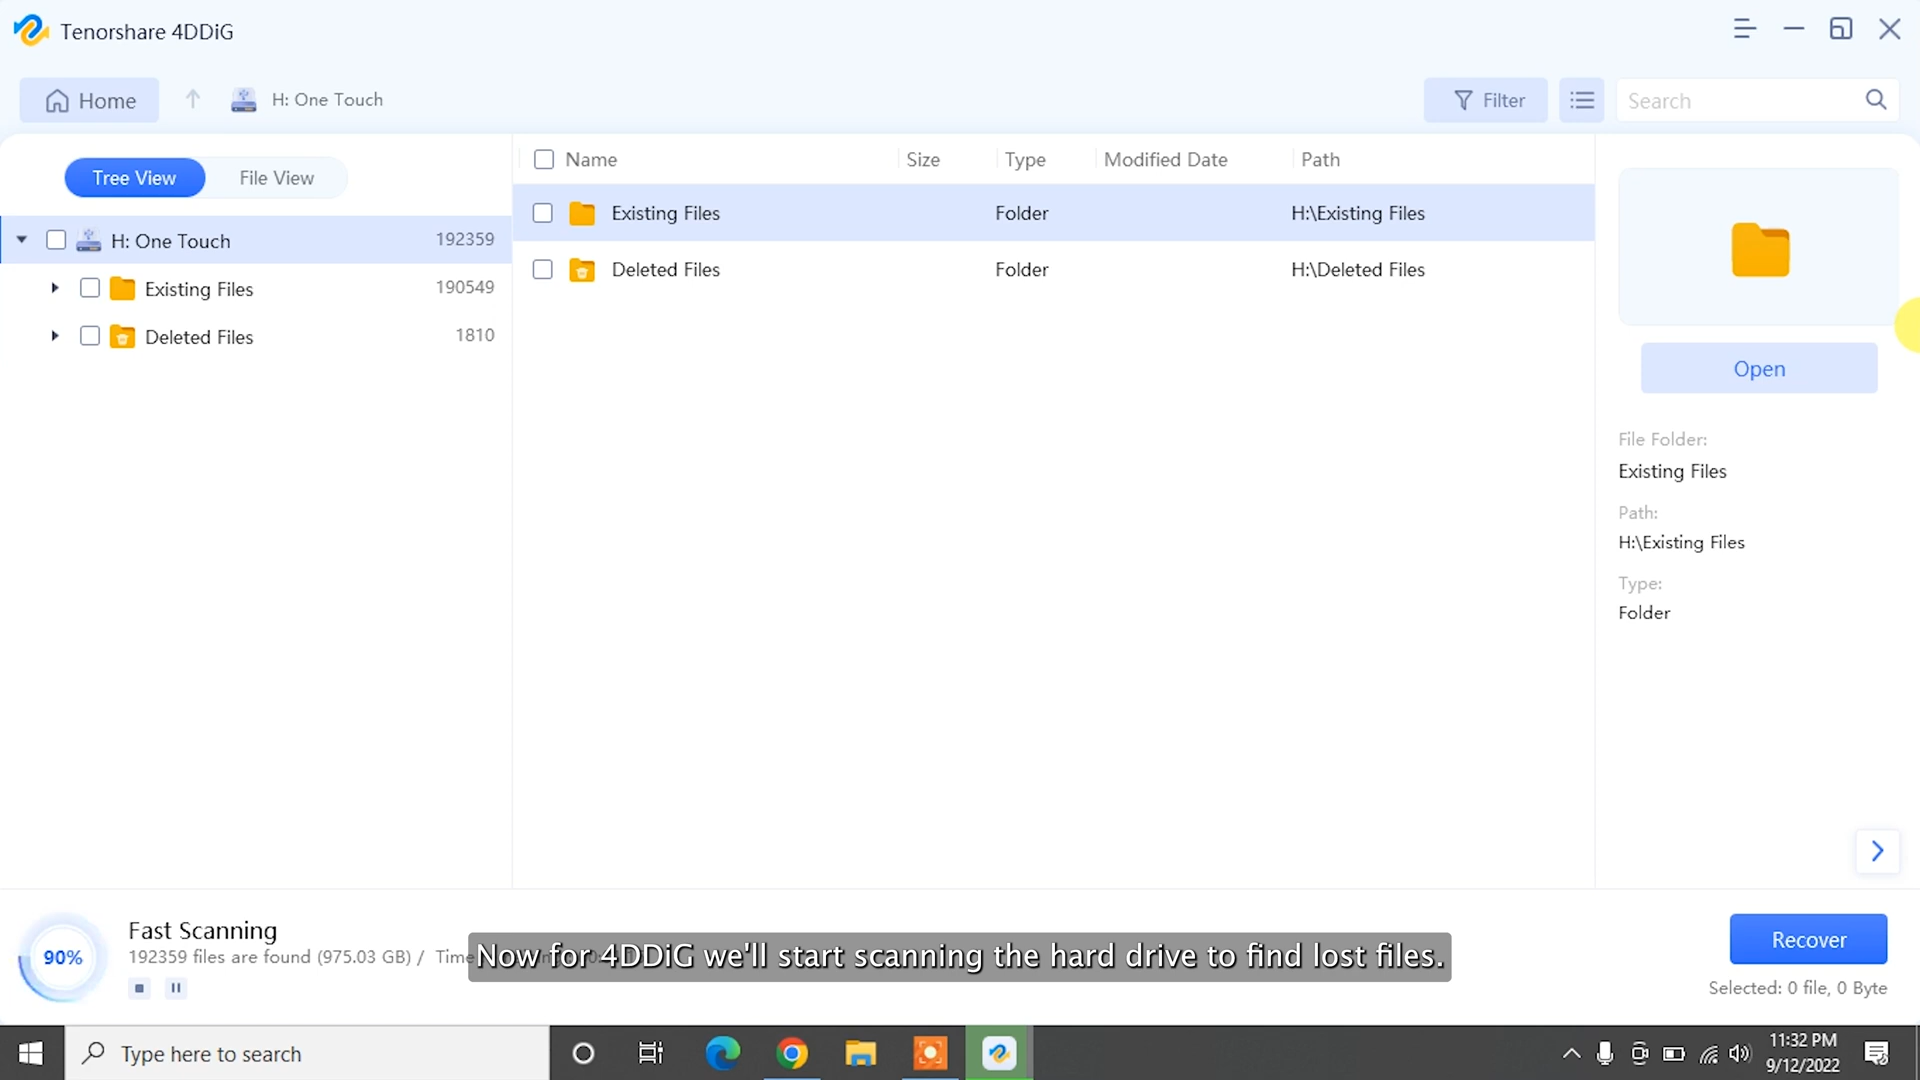 Tenorshare 4DDiG
Home
H: One Touch
Filter
Search
Tree View
File View
Name Size Type Modified Date Path
H: One Touch 192359
Existing Files 190549
Deleted Files 1810
Existing Files Folder H:\Existing Files
Deleted Files Folder H:\Deleted Files
Open
File Folder:
Existing Files
Path:
H:\Existing Files
Type:
Folder
90%
Fast Scanning
192359 files are found (975.03 GB) / Time
Now for 4DDiG we'll start scanning the hard drive to find lost files.
Recover
Selected: 0 file, 0 Byte
Type here to search
11:32 PM
9/12/2022